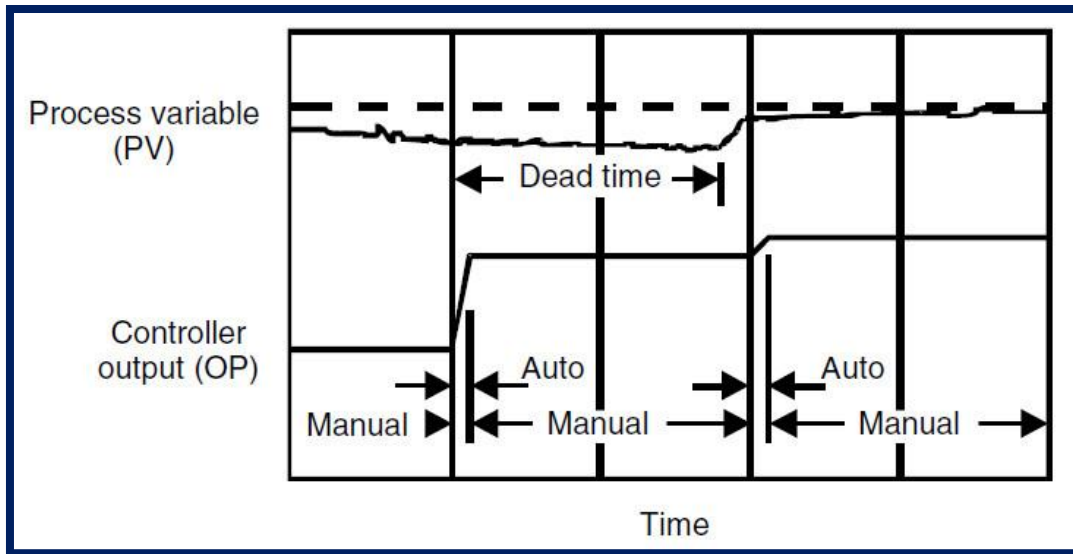 Process variable
(PV)
Dead time
Controller
output (OP)
Auto
Auto
Manual
Manual
Manual
Time